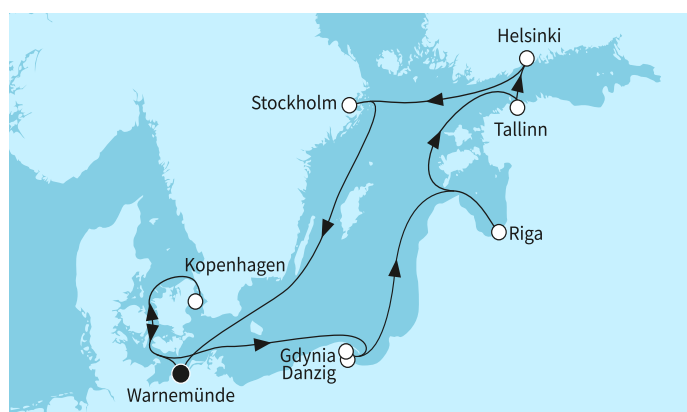 Helsinki
Stockholm
Tallinn
Riga
Kopenhagen
Gdynia
Danzig
Warnemünde